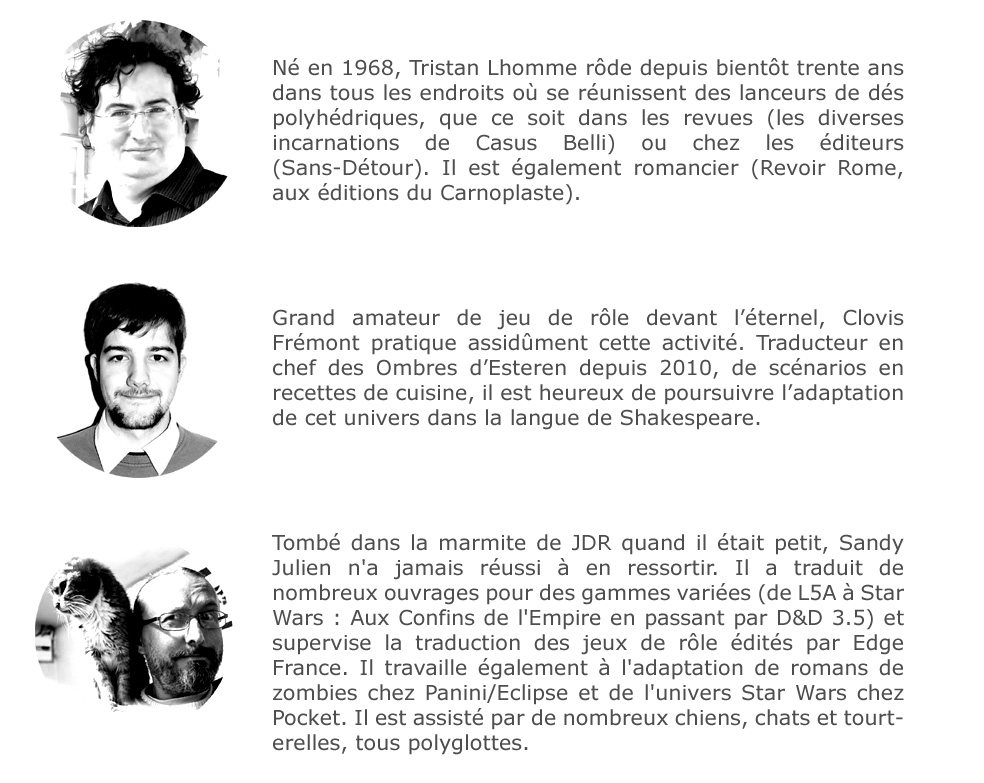 Né en 1968, Tristan Lhomme rôde depuis bientôt trente ans
dans tous les endroits où se réunissent des lanceurs de dés
polyhédriques, que ce soit dans les revues (les diverses
incarnations de Casus Belli) ou chez les éditeurs
(Sans-Détour). Il est également romancier (Revoir Rome,
aux éditions du Carnoplaste).
Grand amateur de jeu de rôle devant l’éternel, Clovis
Frémont pratique assidûment cette activité. Traducteur en
chef des Ombres d’Esteren depuis 2010, de scénarios en
recettes de cuisine, il est heureux de poursuivre l’adaptation
de cet univers dans la langue de Shakespeare.
Tombé dans la marmite de JDR quand il était petit, Sandy
Julien n'a jamais réussi à en ressortir. Il a traduit de
nombreux ouvrages pour des gammes variées (de L5A à Star
Wars : Aux Confins de l'Empire en passant par D&D 3.5) et
supervise la traduction des jeux de rôle édités par Edge
France. Il travaille également à l'adaptation de romans de
zombies chez Panini/Eclipse et de l'univers Star Wars chez
Pocket. Il est assisté par de nombreux chiens, chats et tourt-
erelles, tous polyglottes.